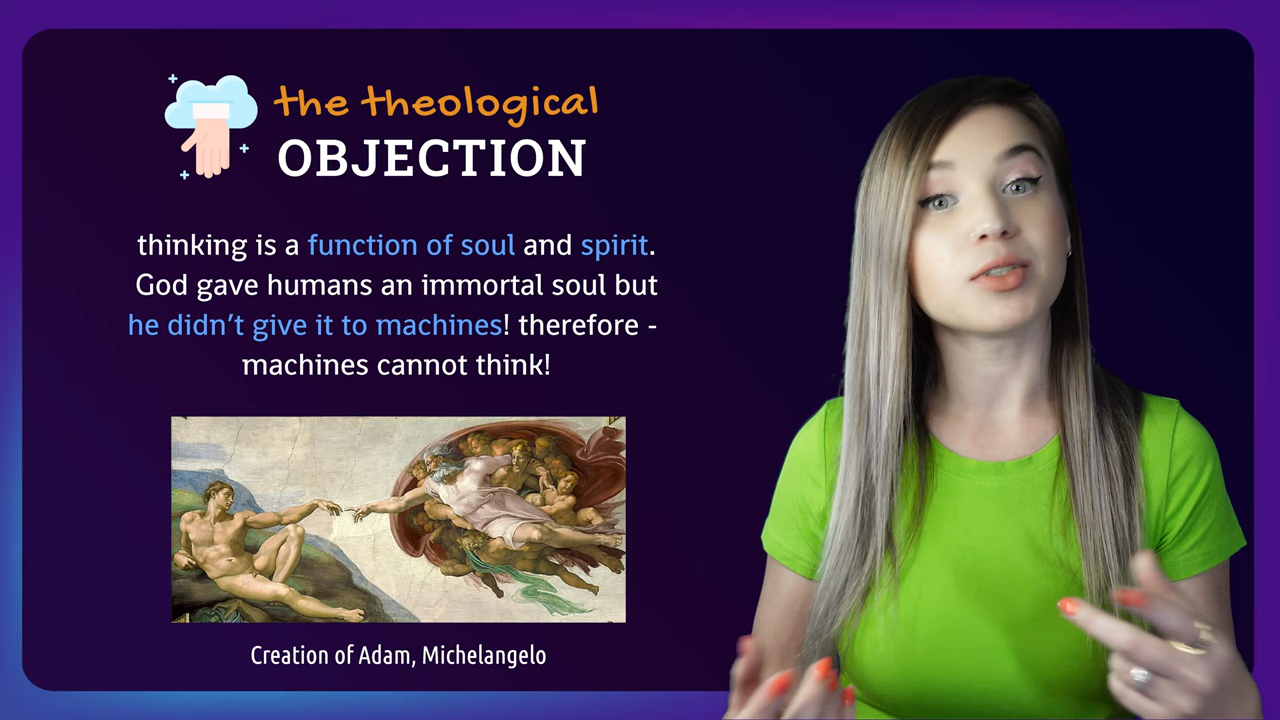 the theological
OBJECTION
thinking is a function of soul and spirit.
God gave humans an immortal soul but
he didn't give it to machines! therefore -
machines cannot think!
Creation of Adam, Michelangelo